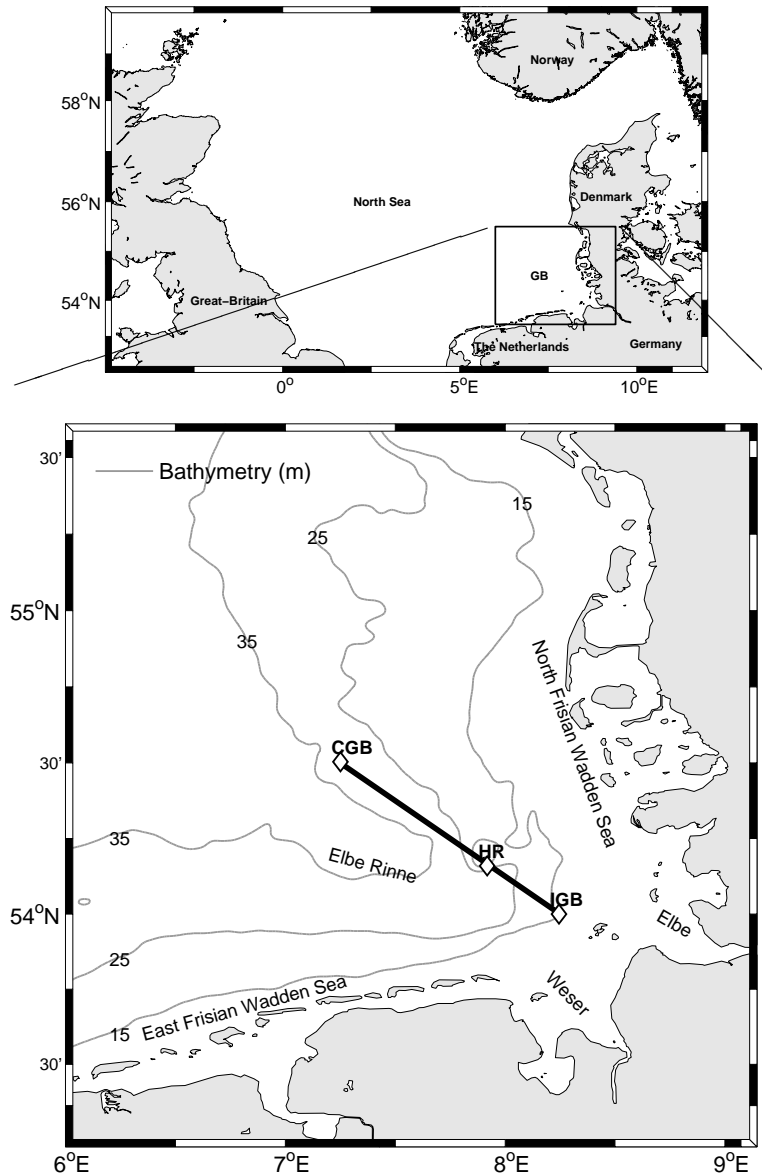 Norway
58°N
Denmark
56°N
North Sea
GB
54°N
Great−Britain
The Netherlands
Germany
0°
5°E
10°E
30'
Bathymetry (m)
15
25
55°N
35
North Frisian Wadden Sea
CGB
30'
35
HR
Elbe Rinne
IGB
54°N
Elbe
25
Weser
East Frisian Wadden Sea
15
30'
6°E
7°E
8°E
9°E